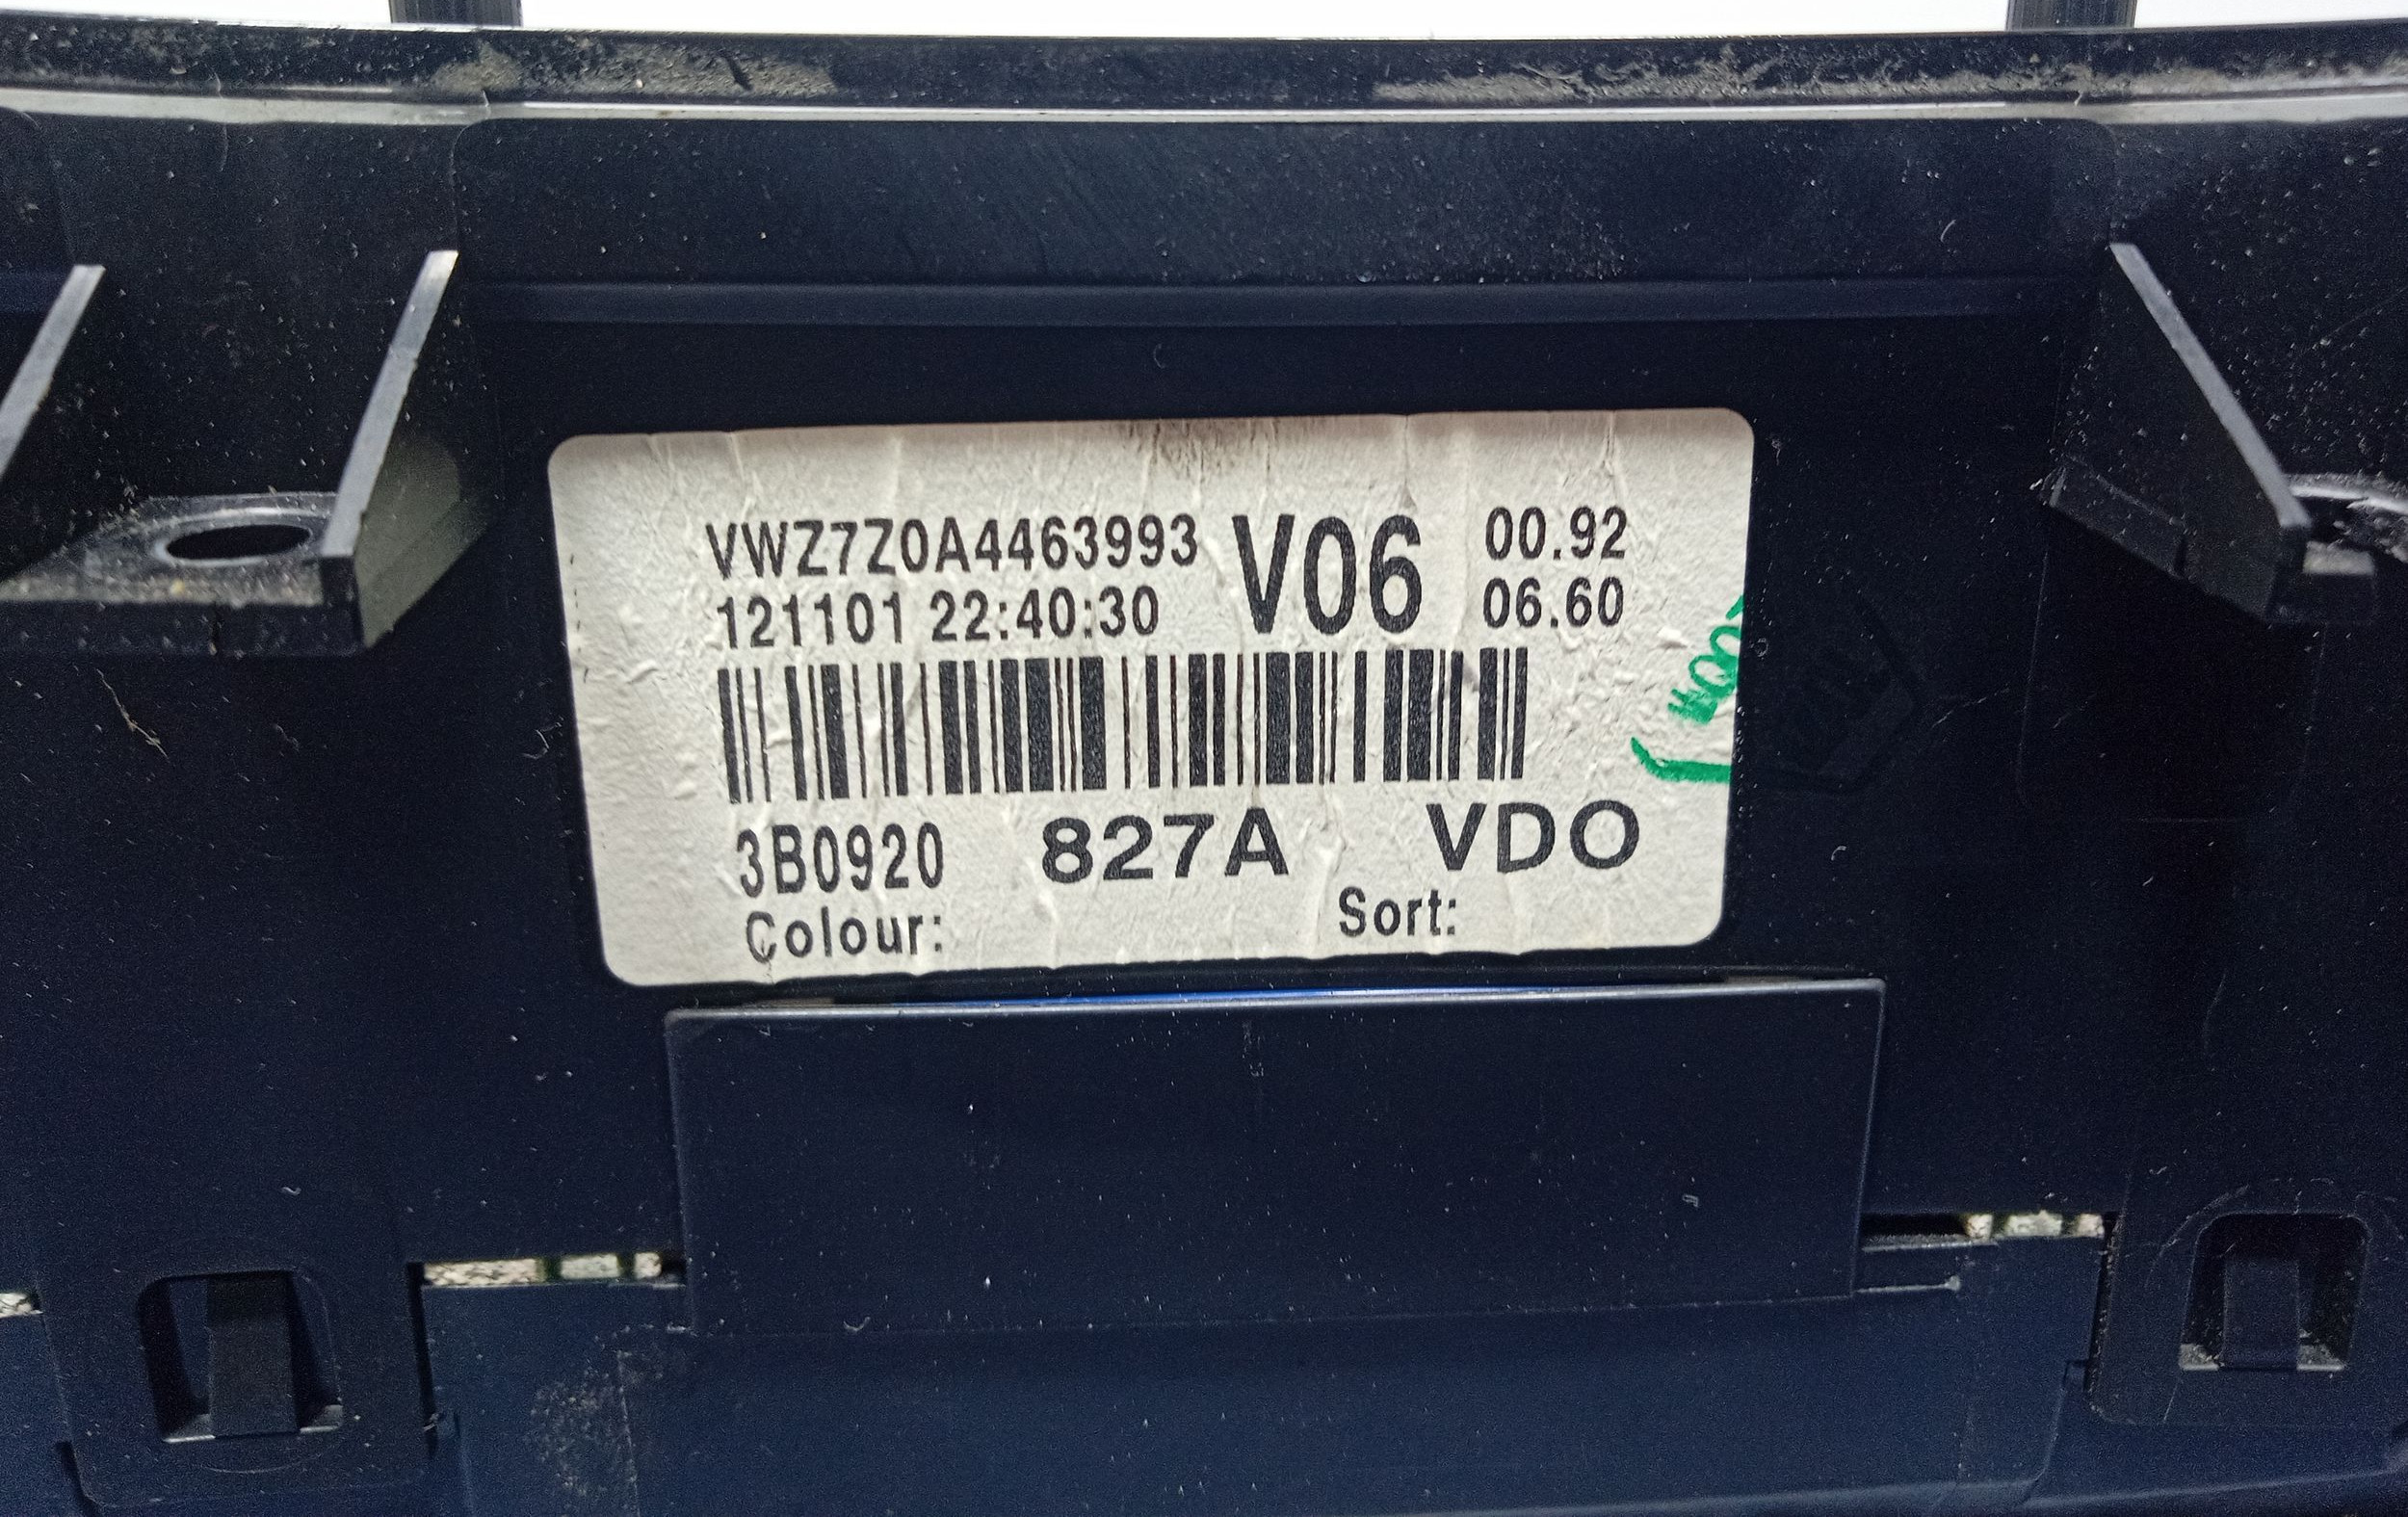 VWZ7Z0A4463993 V06 00.92
121101 22:40:30 06.60
3B0920 827A VDO
Colour: Sort: